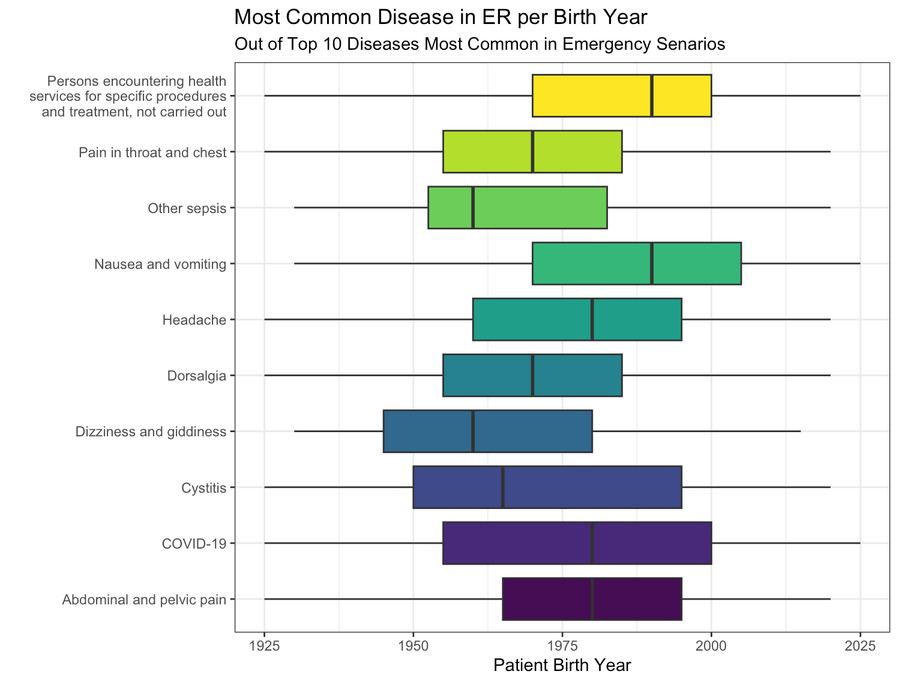 Most Common Disease in ER per Birth Year
Out of Top 10 Diseases Most Common in Emergency Senarios
Persons encountering health
services for specific procedures
and treatment, not carried out
Pain in throat and chest
Other sepsis
Nausea and vomiting
Headache
Dorsalgia
Dizziness and giddiness
Cystitis
COVID-19
Abdominal and pelvic pain
1925 1950 1975 2000 2025
Patient Birth Year